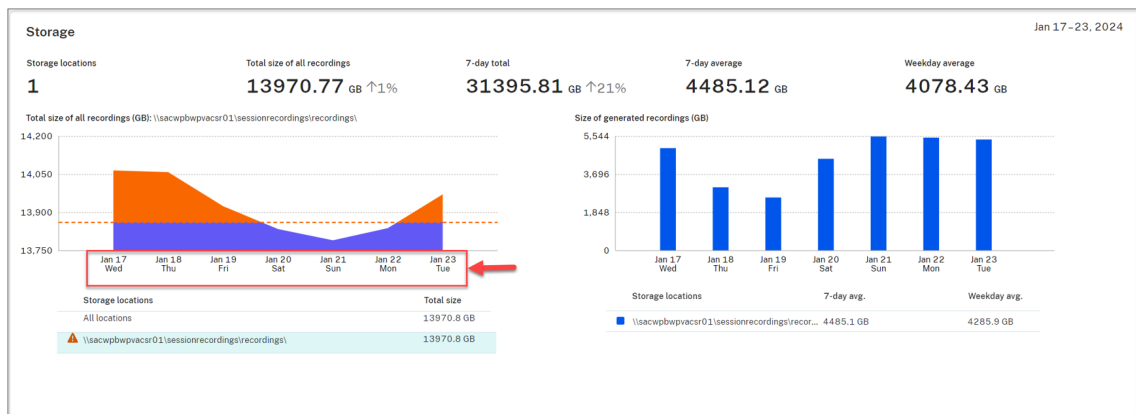 Storage
Jan 17–23, 2024
Storage locations
1
Total size of all recordings
13970.77 GB ↑1%
7-day total
31395.81 GB ↑21%
7-day average
4485.12 GB
Weekday average
4078.43 GB
Total size of all recordings (GB): \\sacwpbwpvacsr01\sessionrecordings\recordings\
14,200
14,050
13,900
13,750
Jan 17 Jan 18 Jan 19 Jan 20 Jan 21 Jan 22 Jan 23
Wed Thu Fri Sat Sun Mon Tue
Storage locations Total size
All locations 13970.8 GB
\\sacwpbwpvacsr01\sessionrecordings\recordings\ 13970.8 GB
Size of generated recordings (GB)
5,544
3,696
1,848
0
Jan 17 Jan 18 Jan 19 Jan 20 Jan 21 Jan 22 Jan 23
Wed Thu Fri Sat Sun Mon Tue
Storage locations 7-day avg. Weekday avg.
\\sacwpbwpvacsr01\sessionrecordings\recor... 4485.1 GB 4285.9 GB